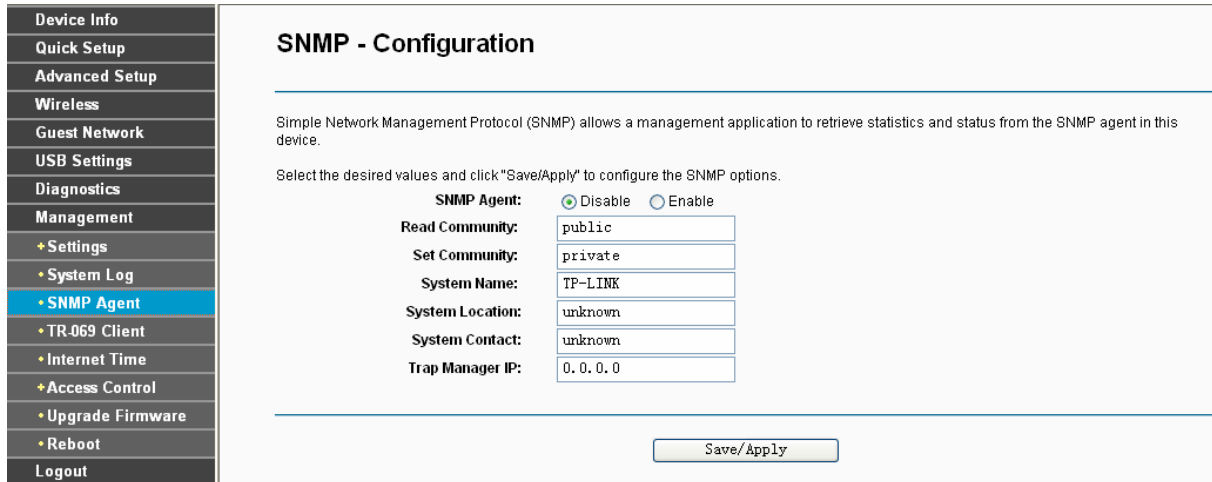 Device Info
Quick Setup
Advanced Setup
Wireless
Guest Network
USB Settings
Diagnostics
Management
+Settings
•System Log
•SNMP Agent
•TR-069 Client
•Internet Time
+Access Control
•Upgrade Firmware
•Reboot
Logout
SNMP - Configuration
Simple Network Management Protocol (SNMP) allows a management application to retrieve statistics and status from the SNMP agent in this
device.
Select the desired values and click "Save/Apply" to configure the SNMP options.
SNMP Agent: Disable Enable
Read Community: public
Set Community: private
System Name: TP-LINK
System Location: unknown
System Contact: unknown
Trap Manager IP: 0.0.0.0
Save/Apply